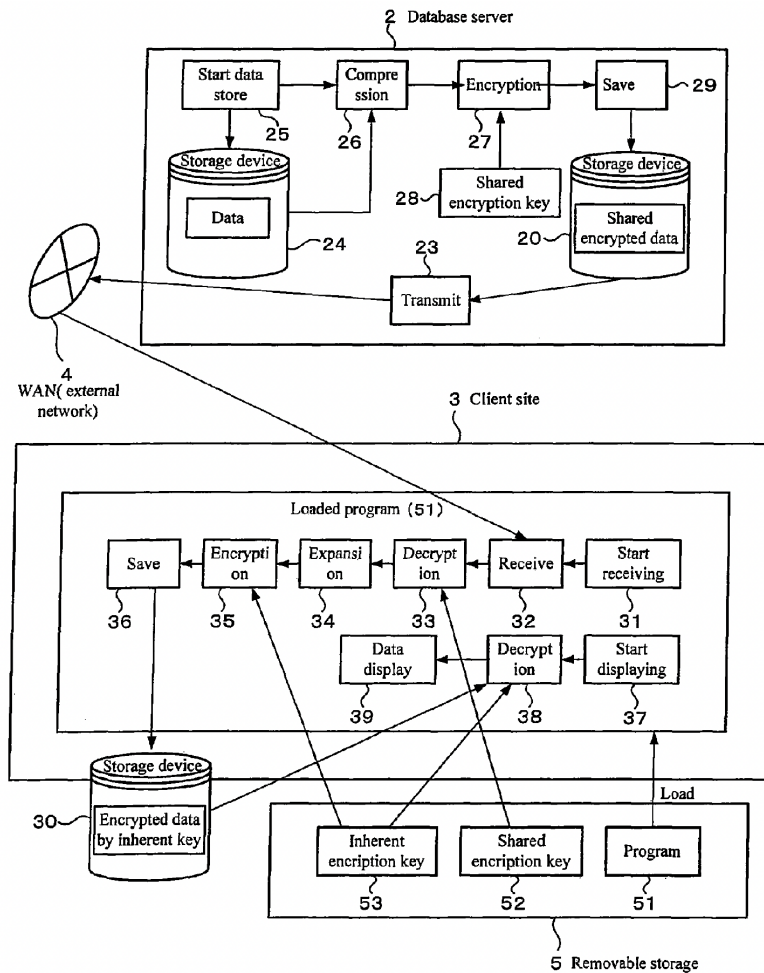 2 Database server
Start data
store
25
Compre
ssion
26
Encryption
27
Save
29
Storage device
Data
24
28
Shared
encryption key
Storage device
20
Shared
encrypted data
23
Transmit
4
WAN( external
network)
3 Client site
Loaded program (51)
Save
36
Encrypti
on
35
Expansi
on
34
Decrypt
ion
33
Receive
32
Start
receiving
31
Data
display
39
Decrypt
ion
38
Start
displaying
37
Storage device
30
Encrypted data
by inherent key
Load
Inherent
encription key
53
Shared
encription key
52
Program
51
5 Removable storage